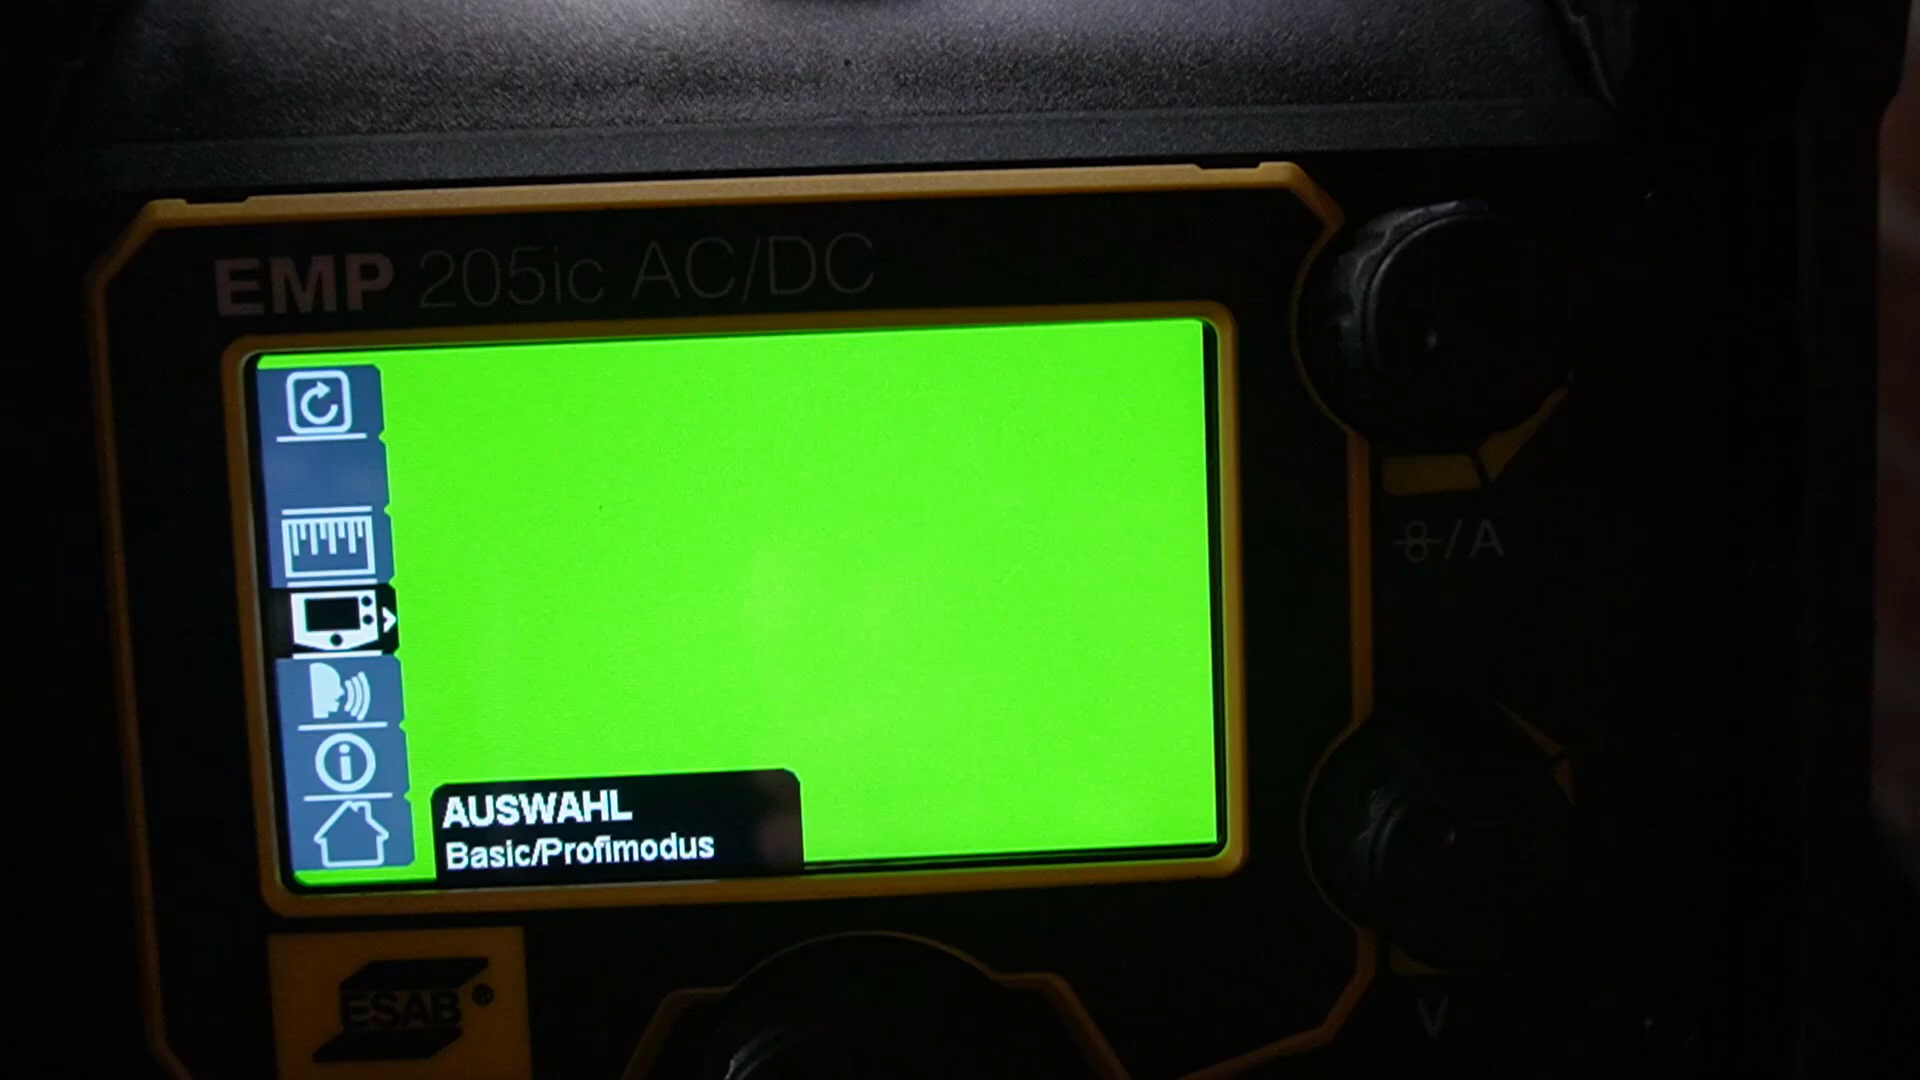 EMP 205ic AC/DC
/A
AUSWAHL
Basic/Profimodus
ESAB®
V